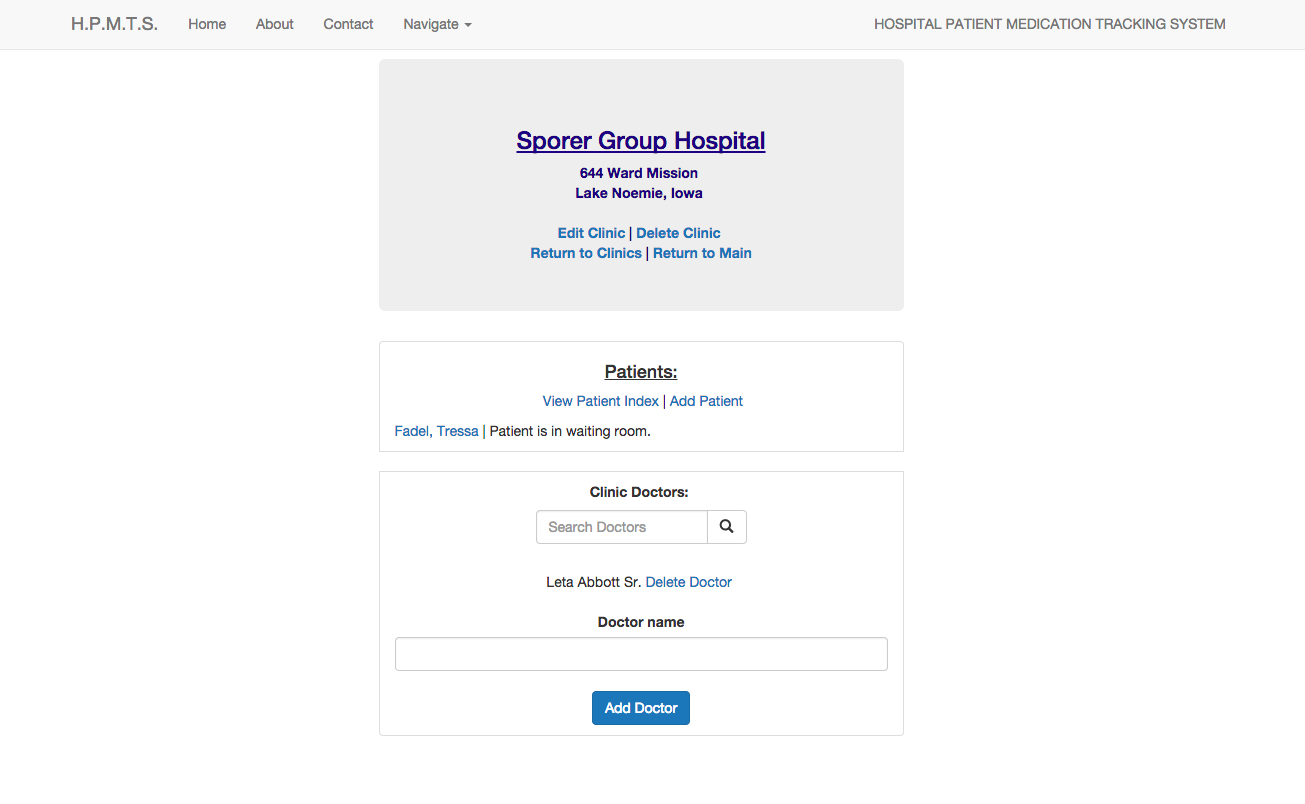 H.P.M.T.S. Home About Contact Navigate HOSPITAL PATIENT MEDICATION TRACKING SYSTEM
Sporer Group Hospital
644 Ward Mission
Lake Noemie, Iowa
Edit Clinic | Delete Clinic
Return to Clinics | Return to Main
Patients:
View Patient Index | Add Patient
Fadel, Tressa | Patient is in waiting room.
Clinic Doctors:
Search Doctors
Leta Abbott Sr. Delete Doctor
Doctor name
Add Doctor